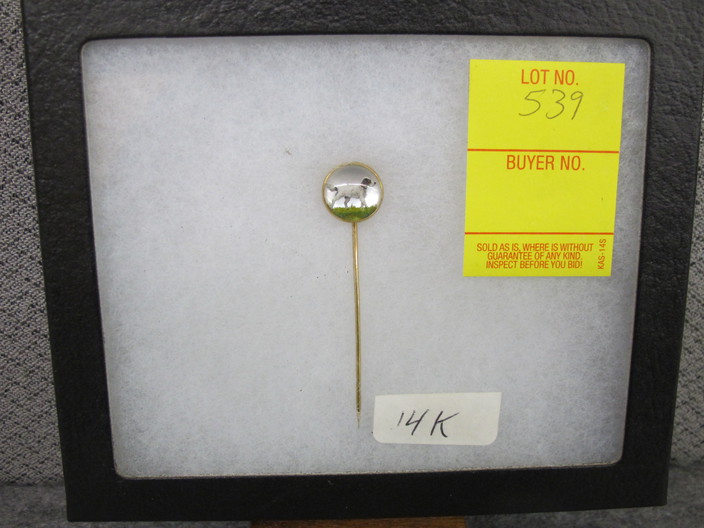 LOT NO.
539
BUYER NO.
SOLD AS IS, WHERE IS WITHOUT
GUARANTEE OF ANY KIND.
INSPECT BEFORE YOU BID!
KAS-14S
14K